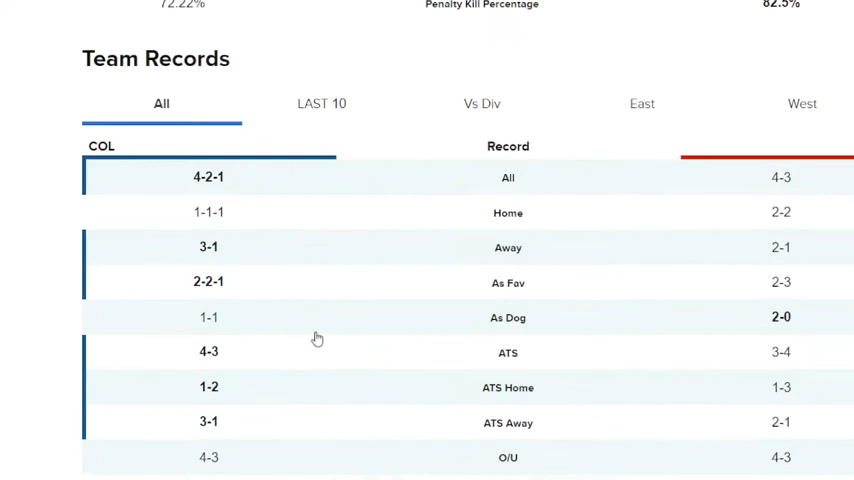 72.22% Penalty Kill Percentage 82.5%
Team Records
All LAST 10 Vs Div East West
COL Record
4-2-1 All 4-3
1-1-1 Home 2-2
3-1 Away 2-1
2-2-1 As Fav 2-3
1-1 As Dog 2-0
4-3 ATS 3-4
1-2 ATS Home 1-3
3-1 ATS Away 2-1
4-3 O/U 4-3